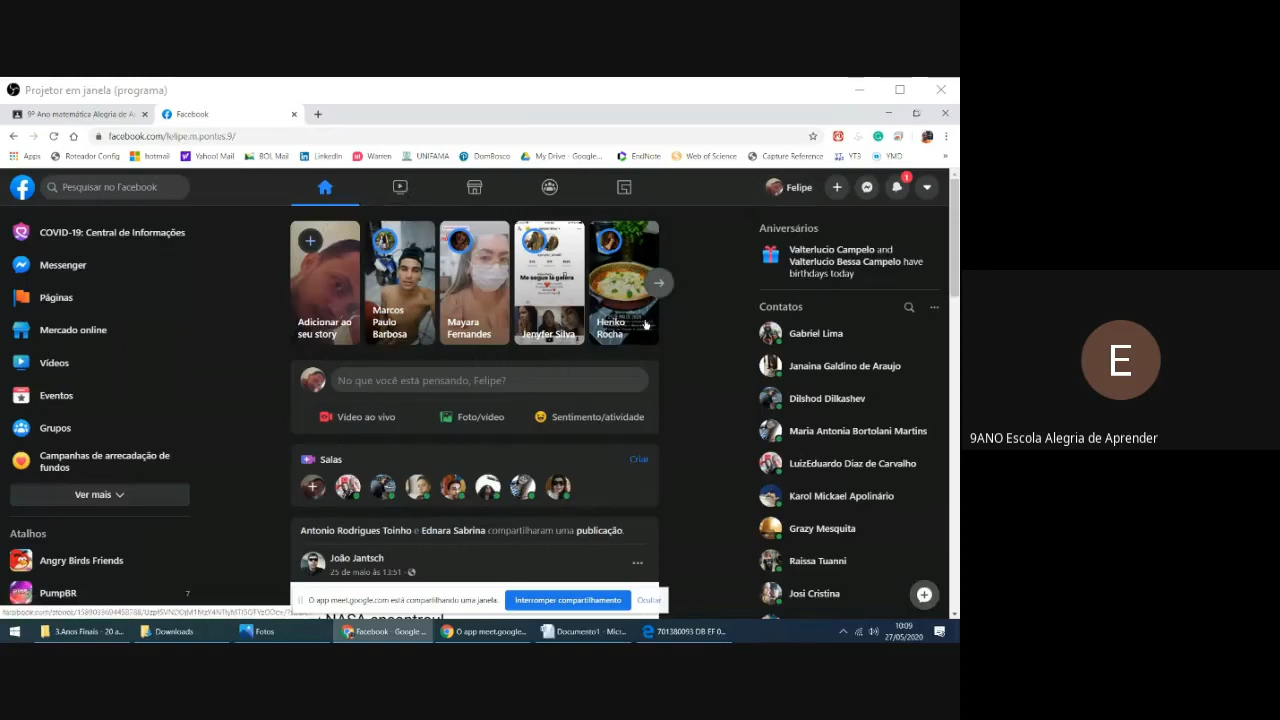 Projetor em janela (programa)
9º Ano matemática Alegria de A
Facebook
facebook.com/felipe.m.pontes.9/
Apps
Roteador Config
hotmail
Yahoo! Mail
BOL Mail
LinkedIn
Warren
UNIFAMA
DomBosco
My Drive - Google...
EndNote
Web of Science
Capture Reference
YT3
YMD
»
Pesquisar no Facebook
Felipe
1
COVID-19: Central de Informações
Messenger
Páginas
Mercado online
Vídeos
Eventos
Grupos
Campanhas de arrecadação de
fundos
Ver mais
Atalhos
Angry Birds Friends
PumpBR
7
Adicionar ao
seu story
Marcos
Paulo
Barbosa
Mayara
Fernandes
Me segue la galera
Jenyfer Silva
Heriko
Rocha
No que você está pensando, Felipe?
Vídeo ao vivo
Foto/vídeo
Sentimento/atividade
Salas
Criar
Antonio Rodrigues Toinho e Ednara Sabrina compartilharam uma publicação.
João Jantsch
25 de maio às 13:51
O app meet.google.com está compartilhando uma janela.
Interromper compartilhamento
Ocultar
NASA encontrou!
Aniversários
Valterlucio Campelo and
Valterlucio Bessa Campelo have
birthdays today
Contatos
Gabriel Lima
Janaina Galdino de Araujo
Dilshod Dilkashev
Maria Antonia Bortolani Martins
LuizEduardo Diaz de Carvalho
Karol Mickael Apolinário
Grazy Mesquita
Raissa Tuanni
Josi Cristina
3.Anos Finais - 20 a...
Downloads
Fotos
Facebook - Google ...
O app meet.google...
Documento1 - Micr...
701380093 DB EF 0...
10:09
27/05/2020
E
9ANO Escola Alegria de Aprender